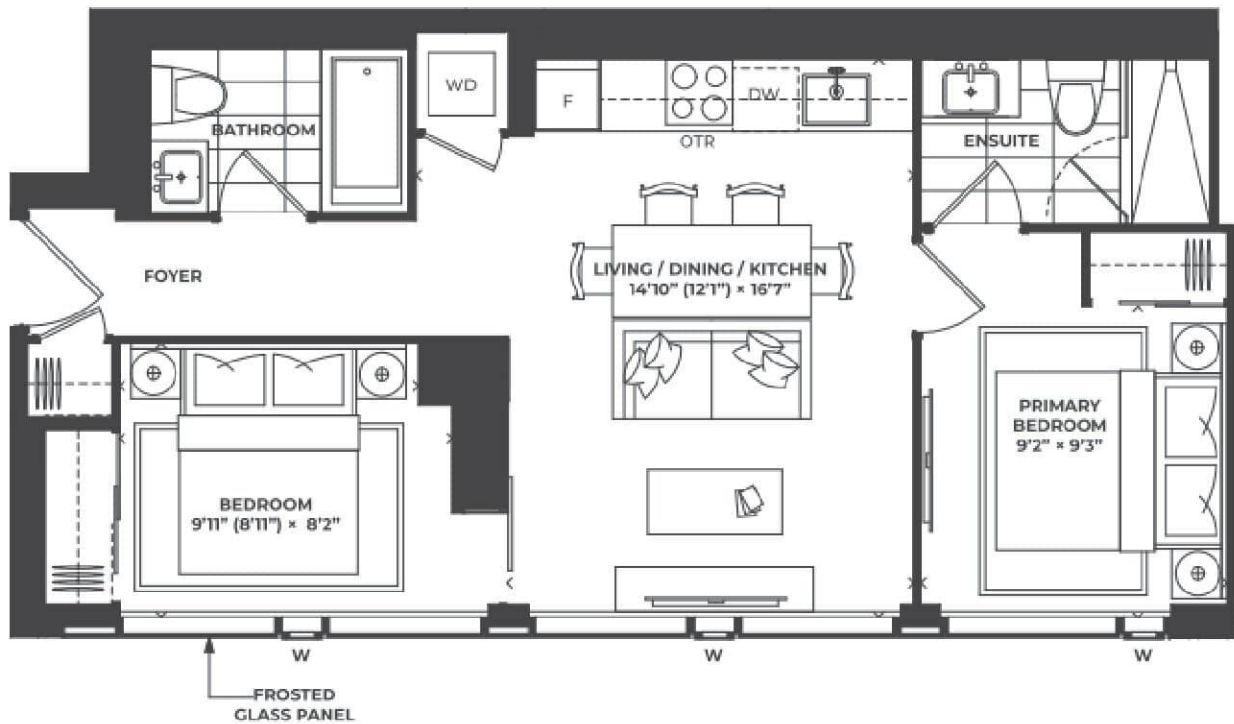 WD
F
DW
OTR
BATHROOM
ENSUITE
FOYER
LIVING / DINING / KITCHEN
14'10" (12'1") × 16'7"
PRIMARY
BEDROOM
9'2" × 9'3"
BEDROOM
9'11" (8'11") × 8'2"
W
W
W
FROSTED
GLASS PANEL